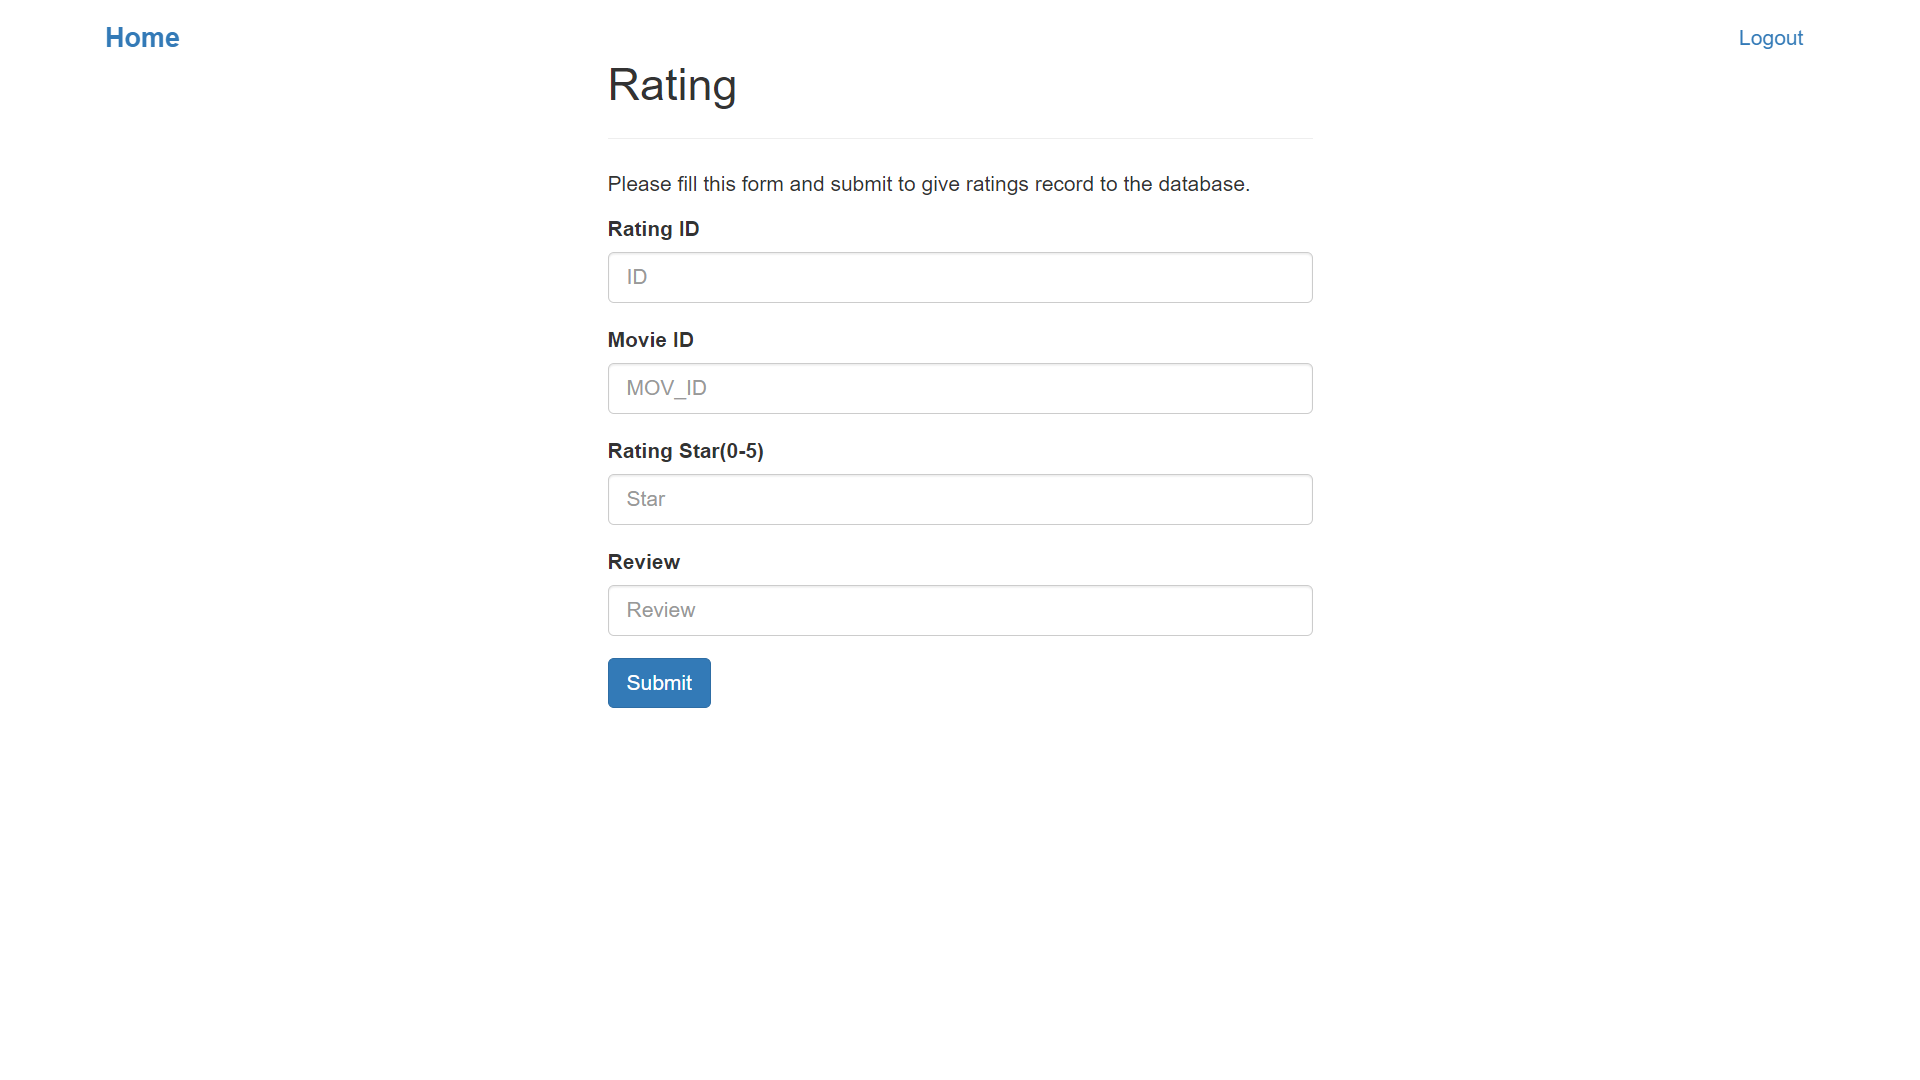 Home
Logout
Rating
Please fill this form and submit to give ratings record to the database.
Rating ID
ID
Movie ID
MOV_ID
Rating Star(0-5)
Star
Review
Review
Submit